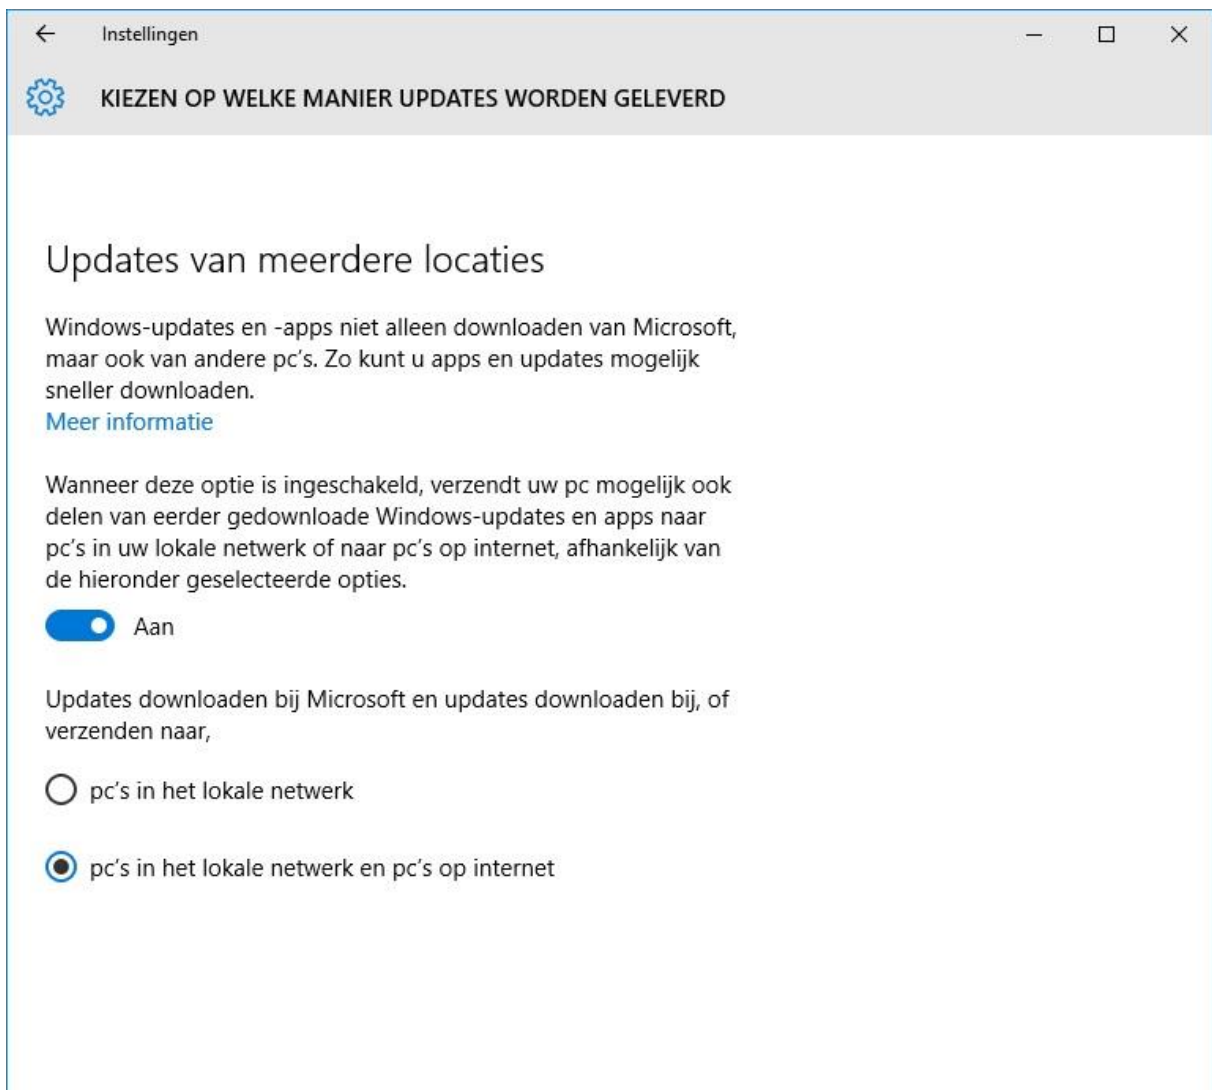 Instellingen
KIEZEN OP WELKE MANIER UPDATES WORDEN GELEVERD
Updates van meerdere locaties
Windows-updates en -apps niet alleen downloaden van Microsoft,
maar ook van andere pc's. Zo kunt u apps en updates mogelijk
sneller downloaden.
Meer informatie
Wanneer deze optie is ingeschakeld, verzendt uw pc mogelijk ook
delen van eerder gedownloade Windows-updates en apps naar
pc's in uw lokale netwerk of naar pc's op internet, afhankelijk van
de hieronder geselecteerde opties.
Aan
Updates downloaden bij Microsoft en updates downloaden bij, of
verzenden naar,
pc's in het lokale netwerk
pc's in het lokale netwerk en pc's op internet